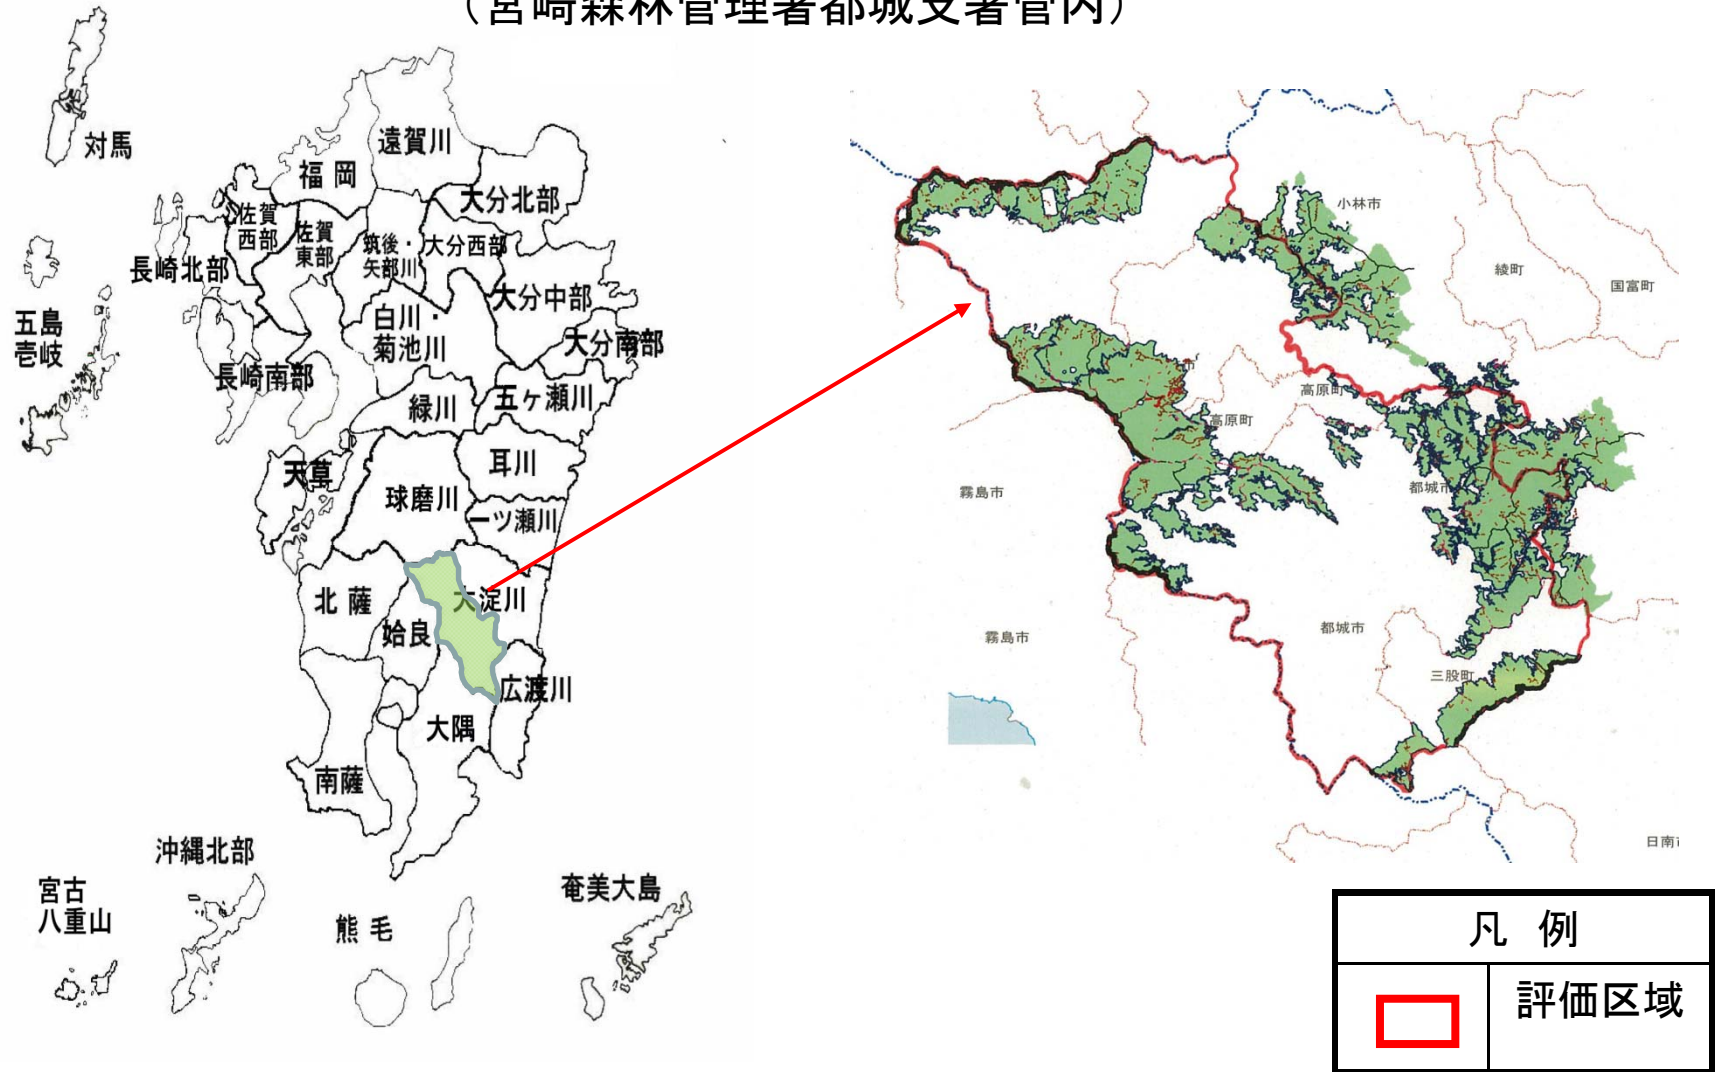 （宮崎森林管理署都城支署管内）
対馬
遠賀川
福岡
大分北部
佐賀
西部
佐賀
東部
筑後・
矢部川
大分西部
長崎北部
大分中部
五島
壱岐
白川・
菊池川
大分南部
長崎南部
緑川
五ヶ瀬川
天草
耳川
球磨川
一ツ瀬川
北薩
大淀川
姶良
広渡川
大隅
南薩
沖縄北部
宮古
八重山
熊毛
奄美大島
小林市
綾町
国富町
市
高原町
高原町
霧島市
都城市
霧島市
都城市
三股町
日南市
凡 例
評価区域